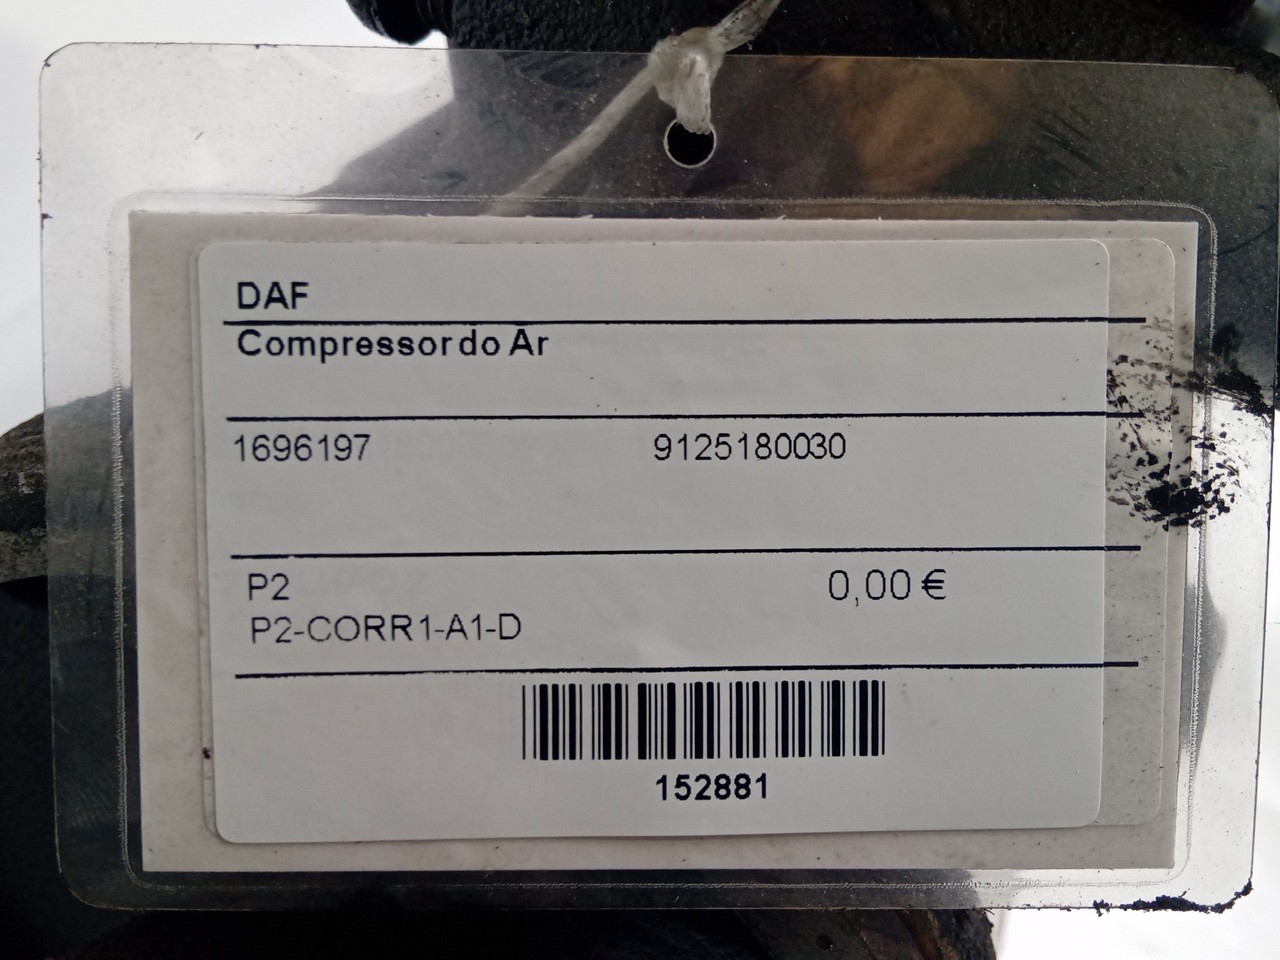 DAF
Compressor do Ar
1696197 9125180030
P2 0,00 €
P2-CORR1-A1-D
152881